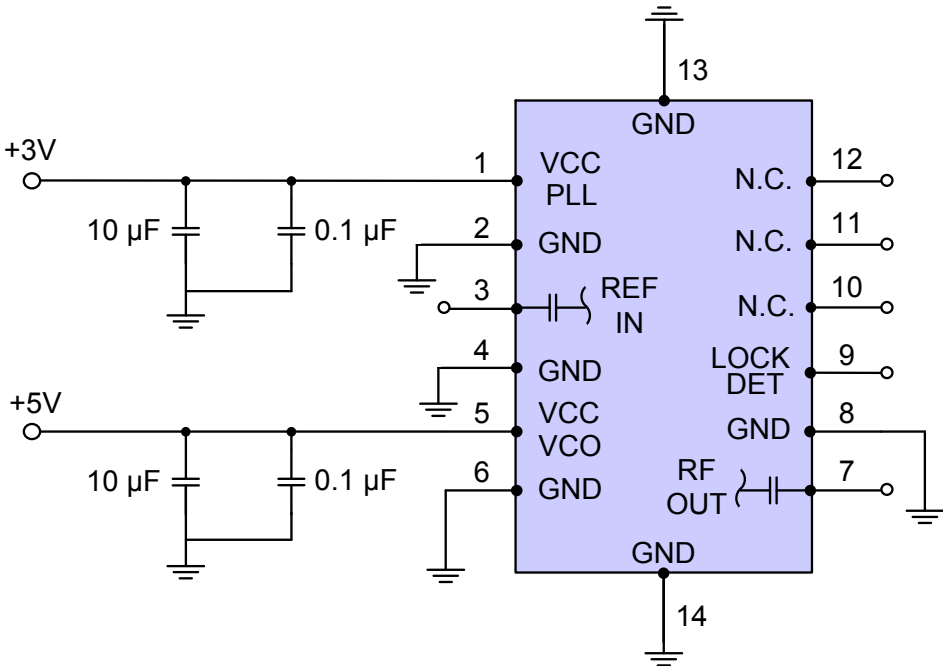 13
GND
+3V
1
VCC
PLL
12
N.C.
10 µF
0.1 µF
2
GND
11
N.C.
3
REF
IN
10
N.C.
4
GND
9
LOCK
DET
+5V
5
VCC
VCO
8
GND
10 µF
0.1 µF
6
GND
7
RF
OUT
GND
14